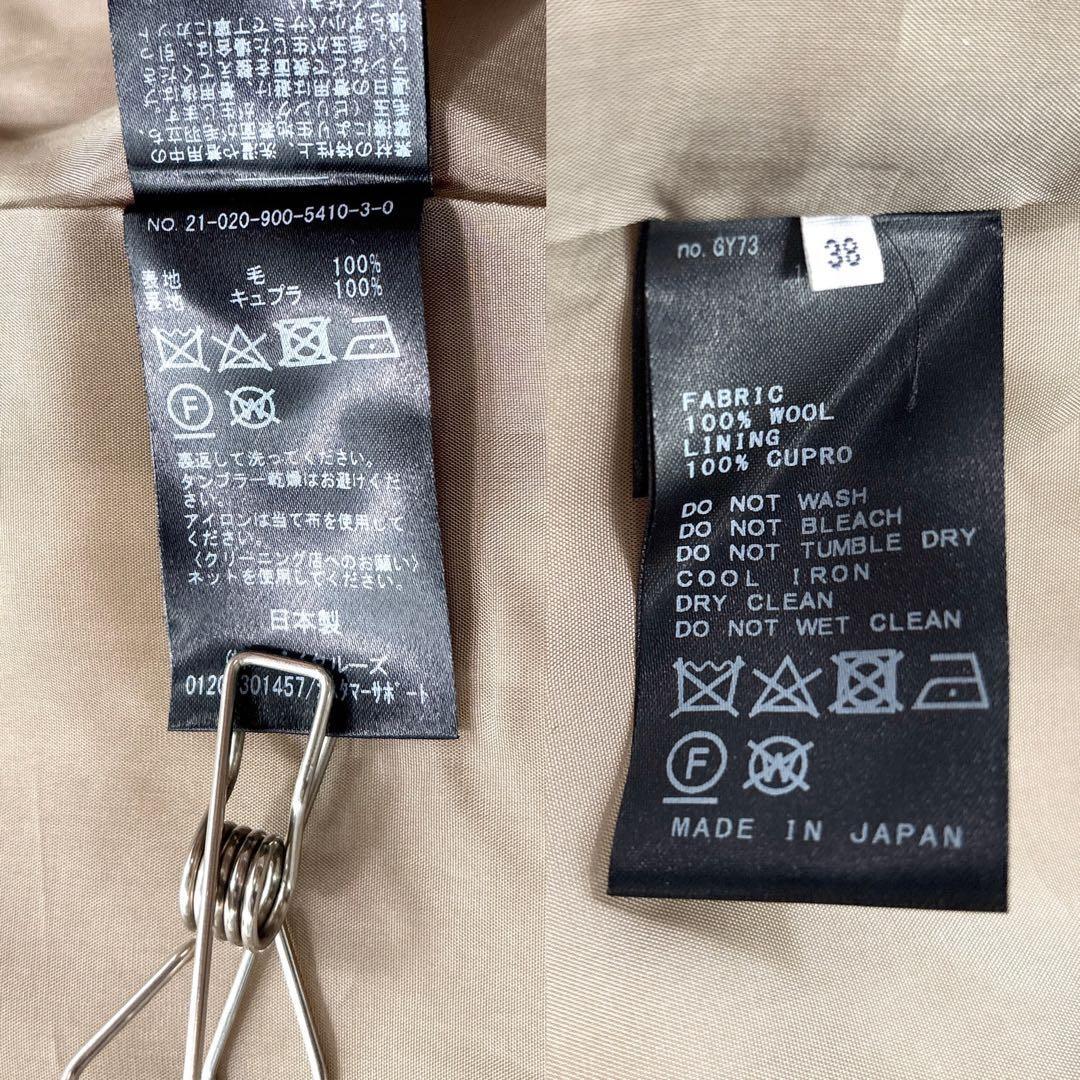 NO. 21-020-900-5410-3-0
表地 毛 100%
裏地 キュプラ 100%
F
W
裏返して洗ってください。
タンブラー乾燥はお避けくだ
さい。
アイロンは当て布を使用して
ください。
〈クリーニング店へのお願い〉
ネットを使用してください。
日本製
ルーズ
301457/ タマーサポート
no. GY73
38
FABRIC
100% WOOL
LINING
100% CUPRO
DO NOT WASH
DO NOT BLEACH
DO NOT TUMBLE DRY
COOL IRON
DRY CLEAN
DO NOT WET CLEAN
F
W
MADE IN JAPAN